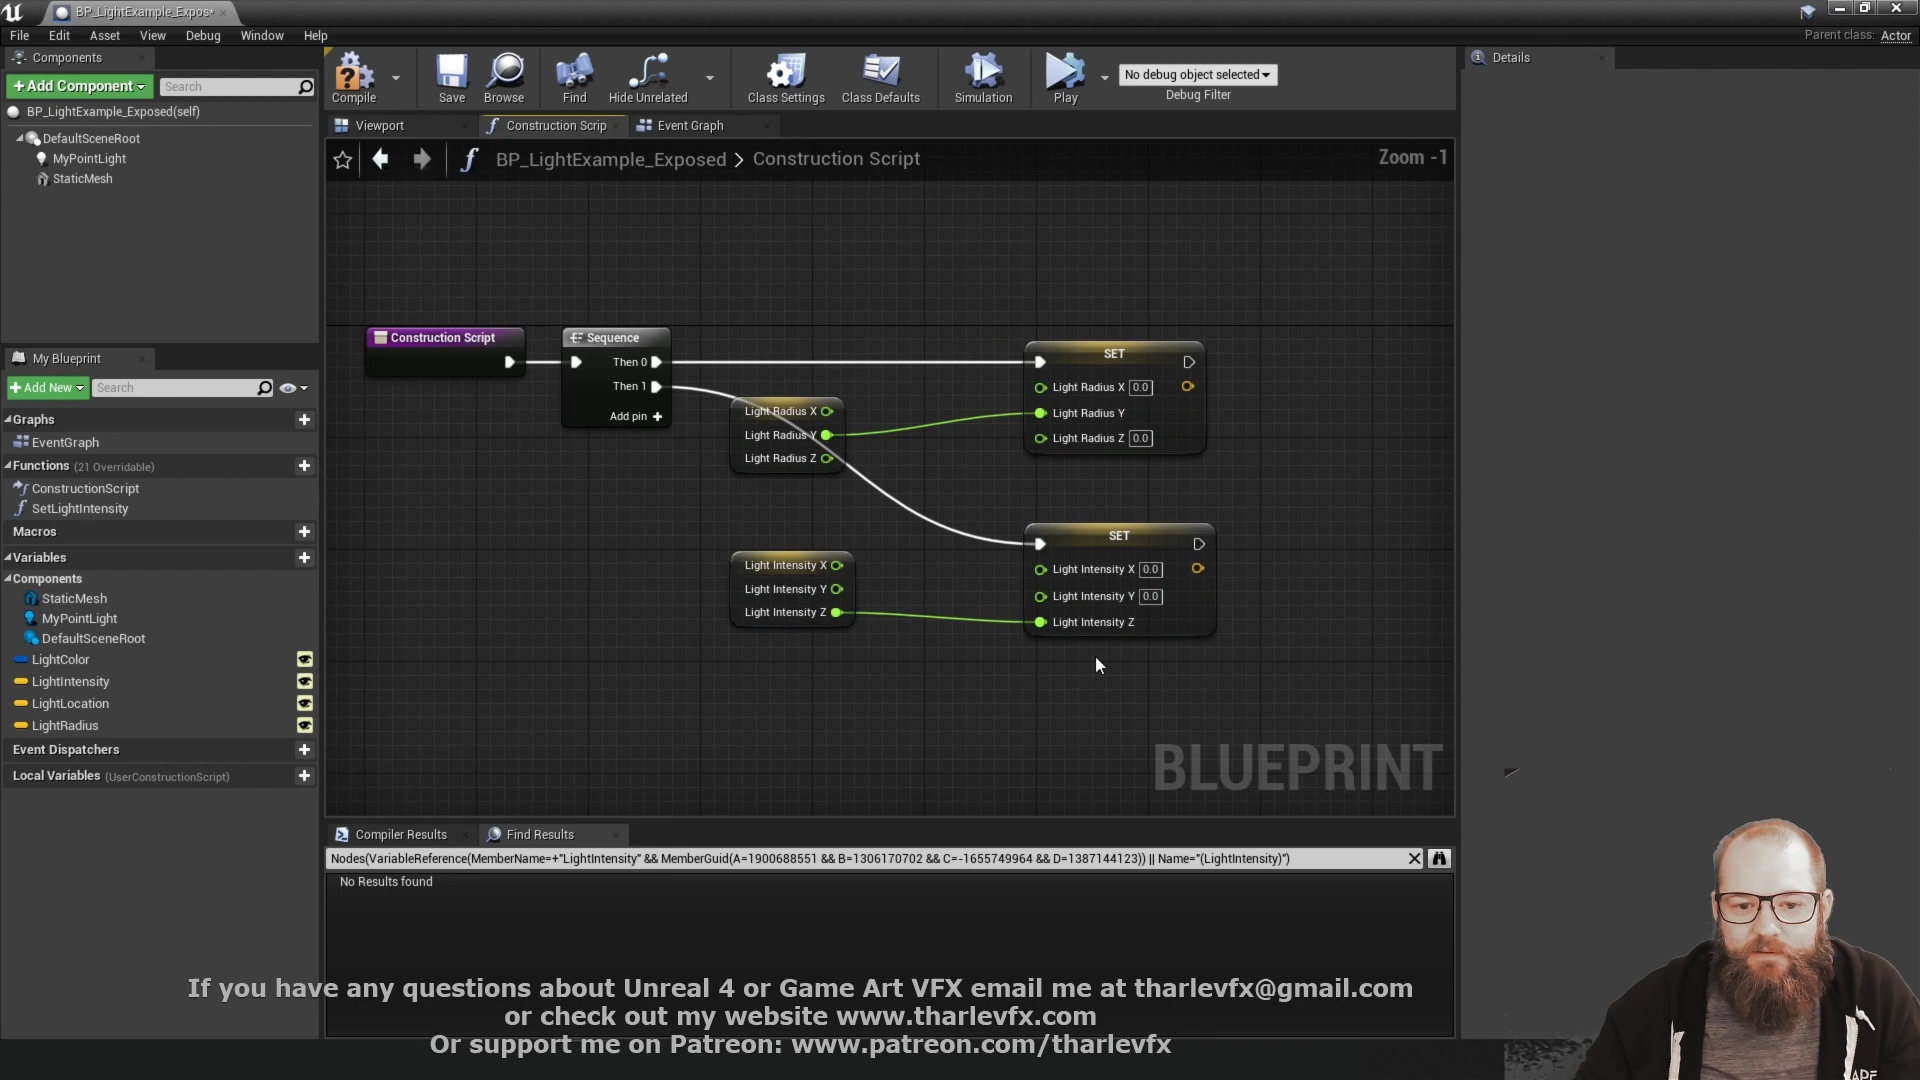 BP_LightExample_Expos*
File Edit Asset View Debug Window Help
Parent class: Actor
Components
+Add Component
Search
BP_LightExample_Exposed(self)
DefaultSceneRoot
MyPointLight
StaticMesh
Compile
Save
Browse
Find
Hide Unrelated
Class Settings
Class Defaults
Simulation
Play
No debug object selected
Debug Filter
Details
Viewport
Construction Scrip
Event Graph
BP_LightExample_Exposed > Construction Script
Zoom -1
Construction Script
Sequence
Then 0
Then 1
Add pin +
Light Radius X
Light Radius Y
Light Radius Z
SET
Light Radius X 0.0
Light Radius Y
Light Radius Z 0.0
Light Intensity X
Light Intensity Y
Light Intensity Z
SET
Light Intensity X 0.0
Light Intensity Y 0.0
Light Intensity Z
BLUEPRINT
My Blueprint
+Add New
Search
Graphs
EventGraph
Functions (21 Overridable)
ConstructionScript
SetLightIntensity
Macros
Variables
Components
StaticMesh
MyPointLight
DefaultSceneRoot
LightColor
LightIntensity
LightLocation
LightRadius
Event Dispatchers
Local Variables (UserConstructionScript)
Compiler Results
Find Results
Nodes(VariableReference(MemberName=+"LightIntensity" && MemberGuid(A=1900688551 && B=1306170702 && C=-1655749964 && D=1387144123)) || Name="(LightIntensity)")
No Results found
If you have any questions about Unreal 4 or Game Art VFX email me at tharlevfx@gmail.com
or check out my website www.tharlevfx.com
Or support me on Patreon: www.patreon.com/tharlevfx